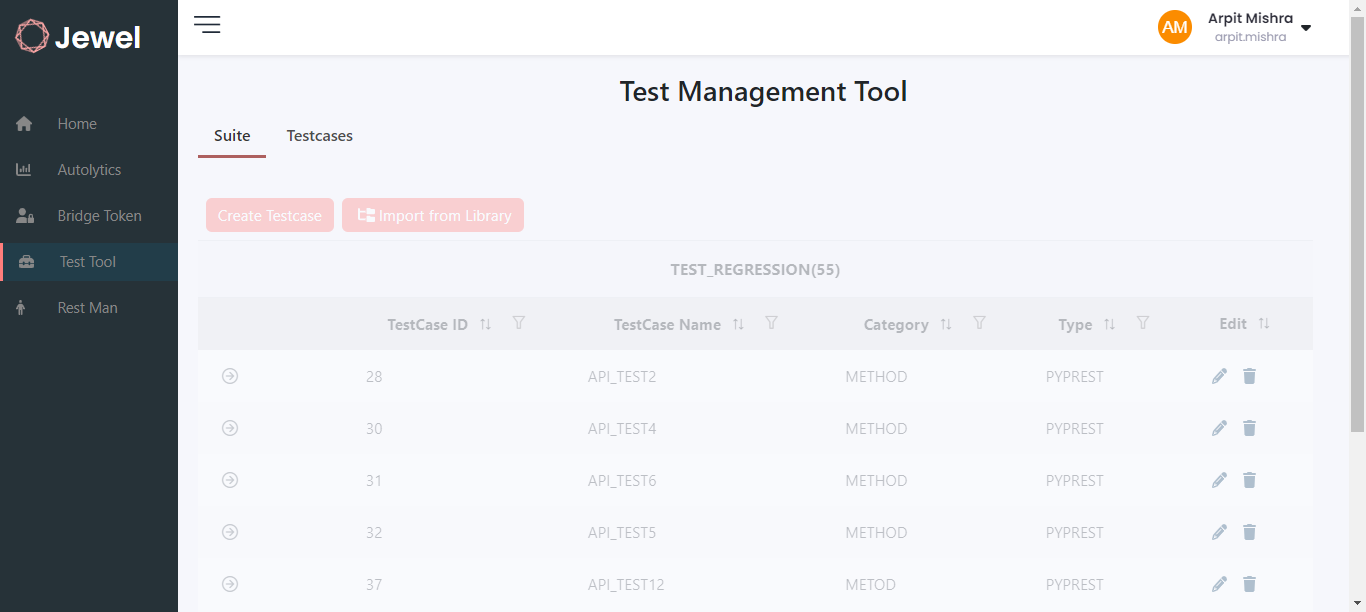 Jewel
AM
Arpit Mishra
arpit.mishra
Home
Autolytics
Bridge Token
Test Tool
Rest Man
Test Management Tool
Suite Testcases
Create Testcase Import from Library
TEST_REGRESSION(55)
TestCase ID TestCase Name Category Type Edit
28 API_TEST2 METHOD PYPREST
30 API_TEST4 METHOD PYPREST
31 API_TEST6 METHOD PYPREST
32 API_TEST5 METHOD PYPREST
37 API_TEST12 METOD PYPREST